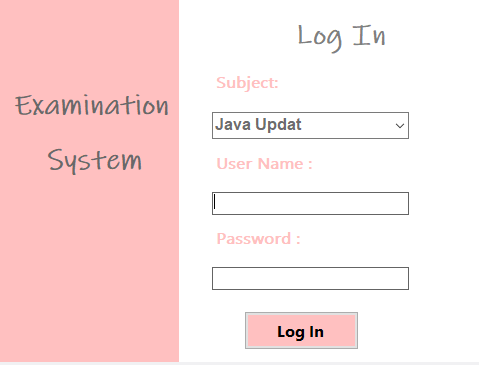 Examination
System
Log In
Subject:
Java Updat
User Name :
Password :
Log In